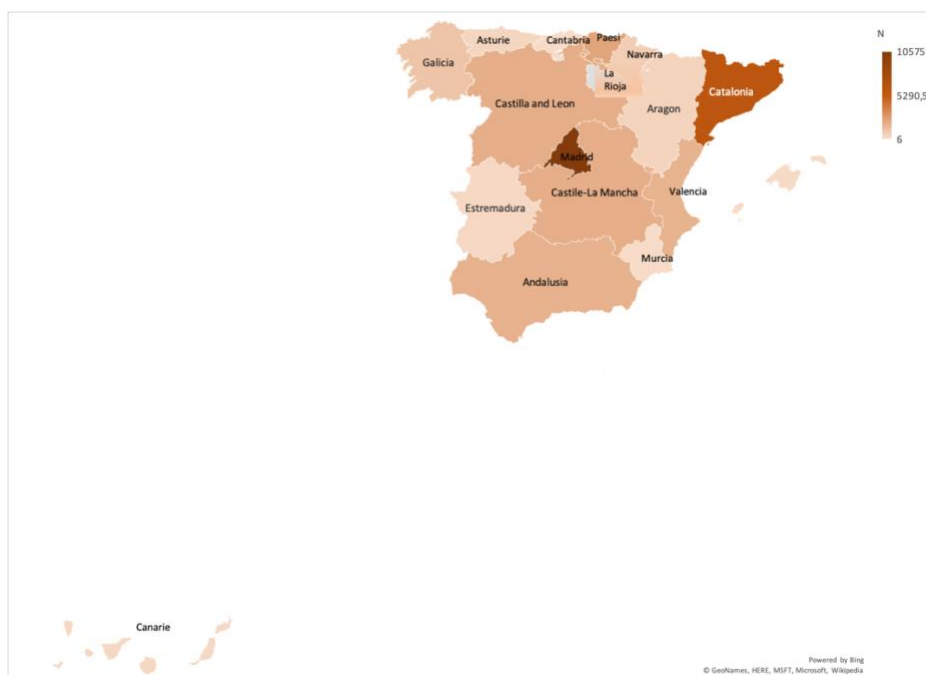 N
10575
5290,5
6
Asturie
Cantabria
Paesi
Navarra
Galicia
La
Rioja
Catalonia
Castilla and Leon
Aragon
Madrid
Castile-La Mancha
Valencia
Estremadura
Murcia
Andalusia
Canarie
Powered by Bing
© GeoNames, HERE, MSFT, Microsoft, Wikipedia